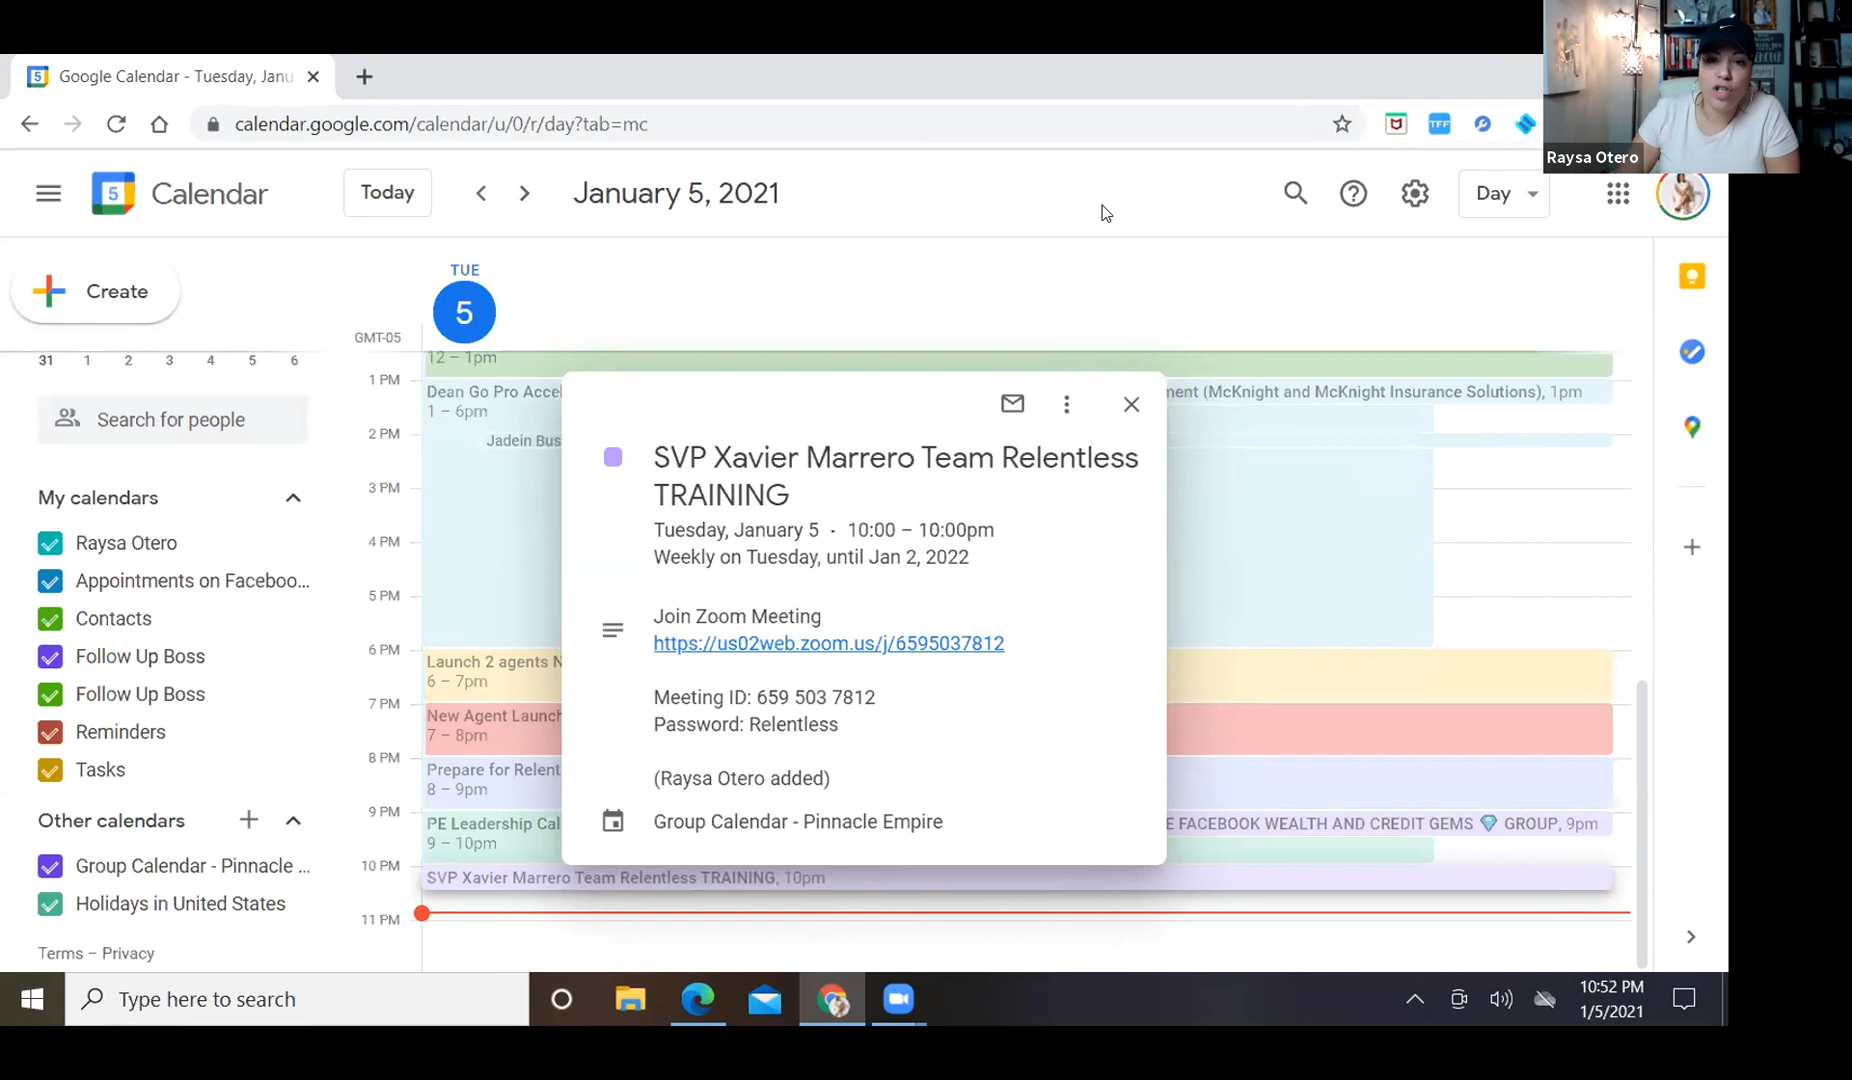 Google Calendar - Tuesday, Janu
calendar.google.com/calendar/u/0/r/day?tab=mc
TFF
Raysa Otero
5
Calendar
Today
January 5, 2021
Day
Create
TUE
5
GMT-05
31 1 2 3 4 5 6
Search for people
My calendars
Raysa Otero
Appointments on Faceboo...
Contacts
Follow Up Boss
Follow Up Boss
Reminders
Tasks
Other calendars
Group Calendar - Pinnacle ...
Holidays in United States
Terms – Privacy
12 – 1pm
1 PM
Dean Go Pro Accel
ment (McKnight and McKnight Insurance Solutions), 1pm
1 – 6pm
2 PM
Jadein Bus
3 PM
4 PM
5 PM
6 PM
Launch 2 agents N
6 – 7pm
7 PM
New Agent Launch
7 – 8pm
8 PM
Prepare for Relent
8 – 9pm
9 PM
PE Leadership Cal
E FACEBOOK WEALTH AND CREDIT GEMS 💎 GROUP, 9pm
9 – 10pm
10 PM
SVP Xavier Marrero Team Relentless TRAINING, 10pm
11 PM
SVP Xavier Marrero Team Relentless
TRAINING
Tuesday, January 5 · 10:00 – 10:00pm
Weekly on Tuesday, until Jan 2, 2022
Join Zoom Meeting
https://us02web.zoom.us/j/6595037812
Meeting ID: 659 503 7812
Password: Relentless
(Raysa Otero added)
Group Calendar - Pinnacle Empire
Type here to search
10:52 PM
1/5/2021